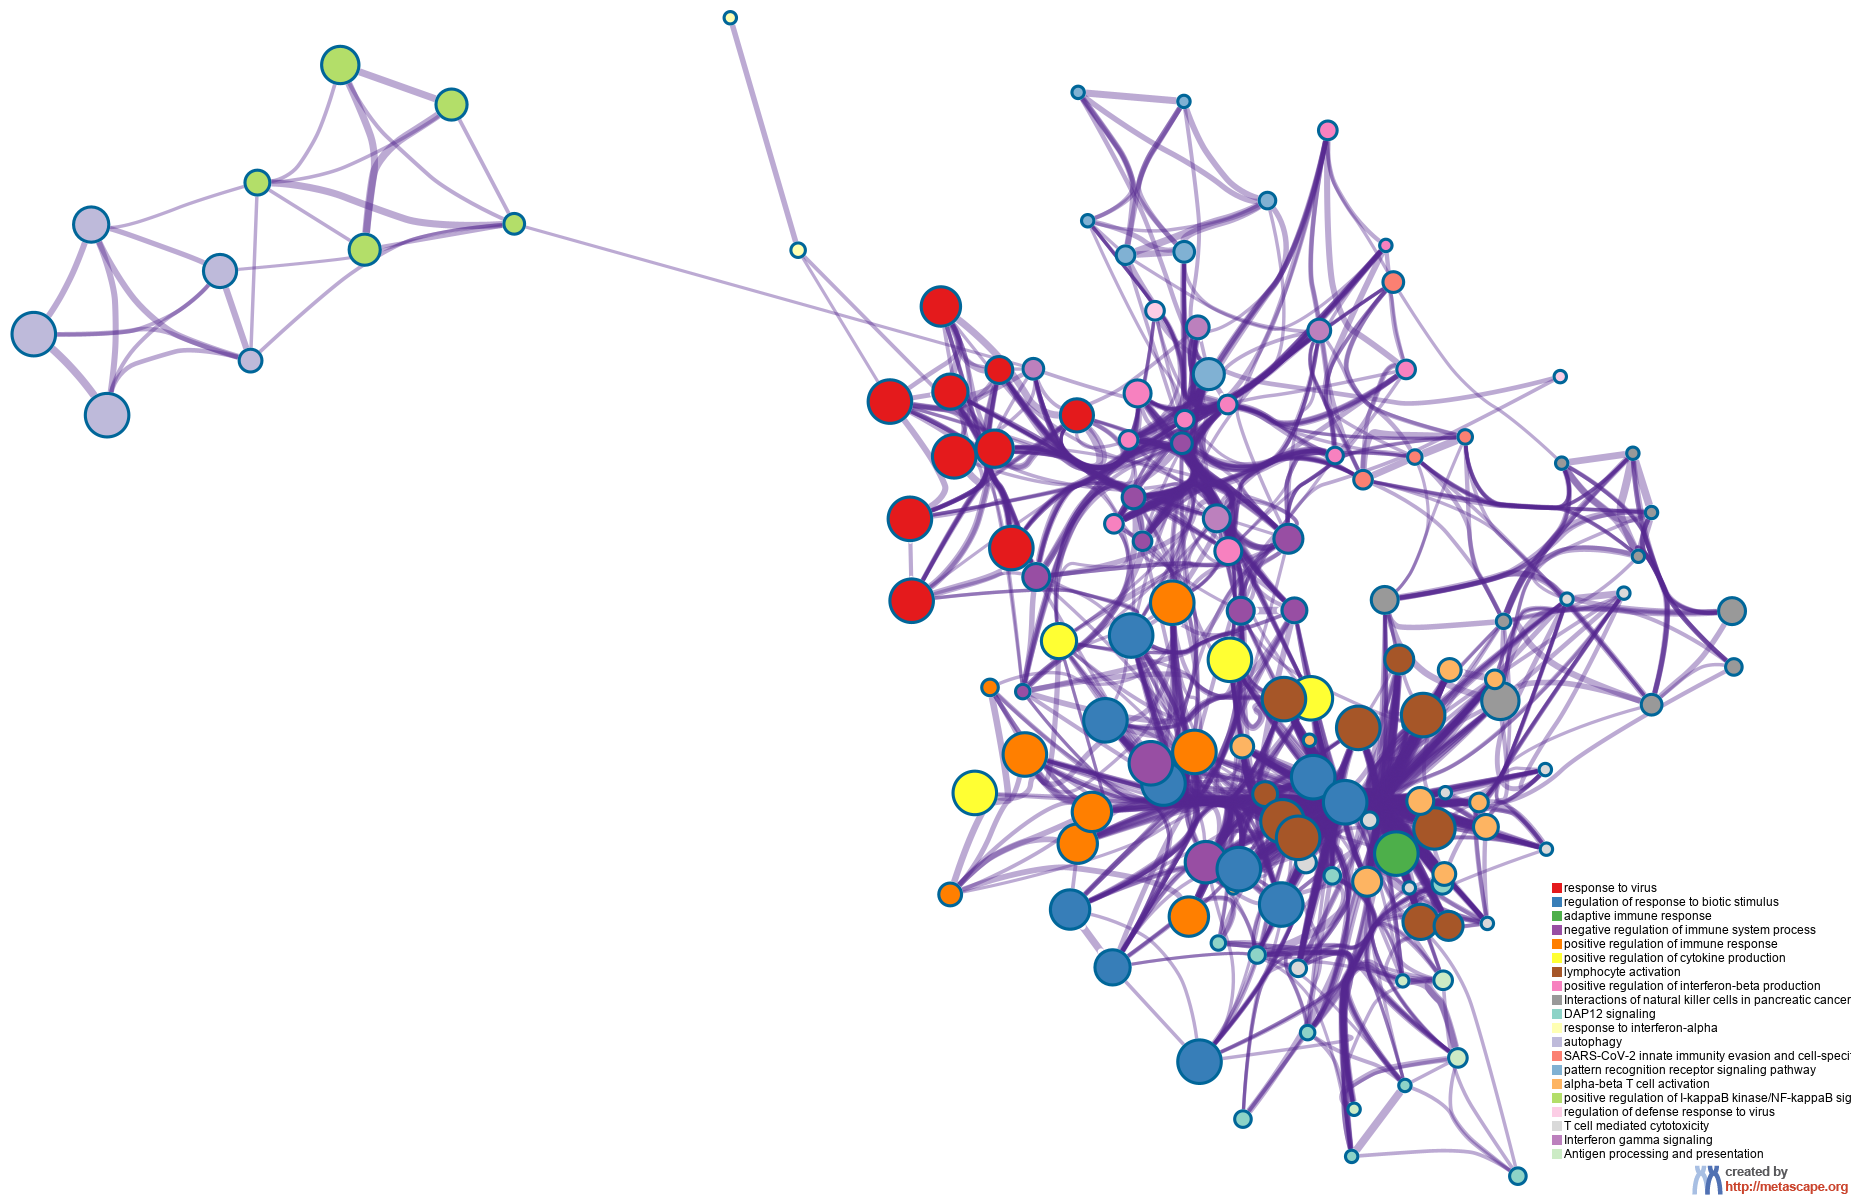 response to virus
regulation of response to biotic stimulus
adaptive immune response
negative regulation of immune system process
positive regulation of immune response
positive regulation of cytokine production
lymphocyte activation
positive regulation of interferon-beta production
Interactions of natural killer cells in pancreatic cancer
DAP12 signaling
response to interferon-alpha
autophagy
SARS-CoV-2 innate immunity evasion and cell-specif
pattern recognition receptor signaling pathway
alpha-beta T cell activation
positive regulation of I-kappaB kinase/NF-kappaB sig
regulation of defense response to virus
T cell mediated cytotoxicity
Interferon gamma signaling
Antigen processing and presentation
created by
http://metascape.org